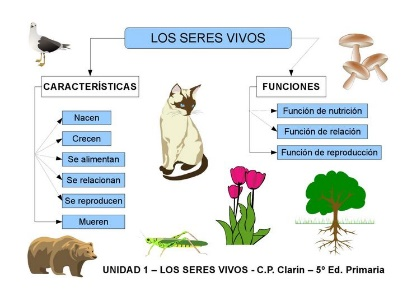 LOS SERES VIVOS
CARACTERÍSTICAS
FUNCIONES
Nacen
Crecen
Se alimentan
Se relacionan
Se reproducen
Mueren
Función de nutrición
Función de relación
Función de reproducción
UNIDAD 1 – LOS SERES VIVOS - C.P. Clarin – 5º Ed. Primaria